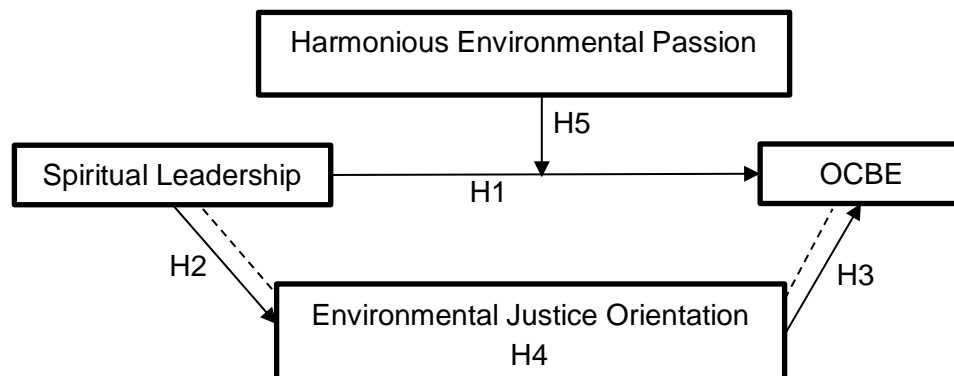 Harmonious Environmental Passion
H5
Spiritual Leadership
H1
OCBE
H2
H3
Environmental Justice Orientation
H4